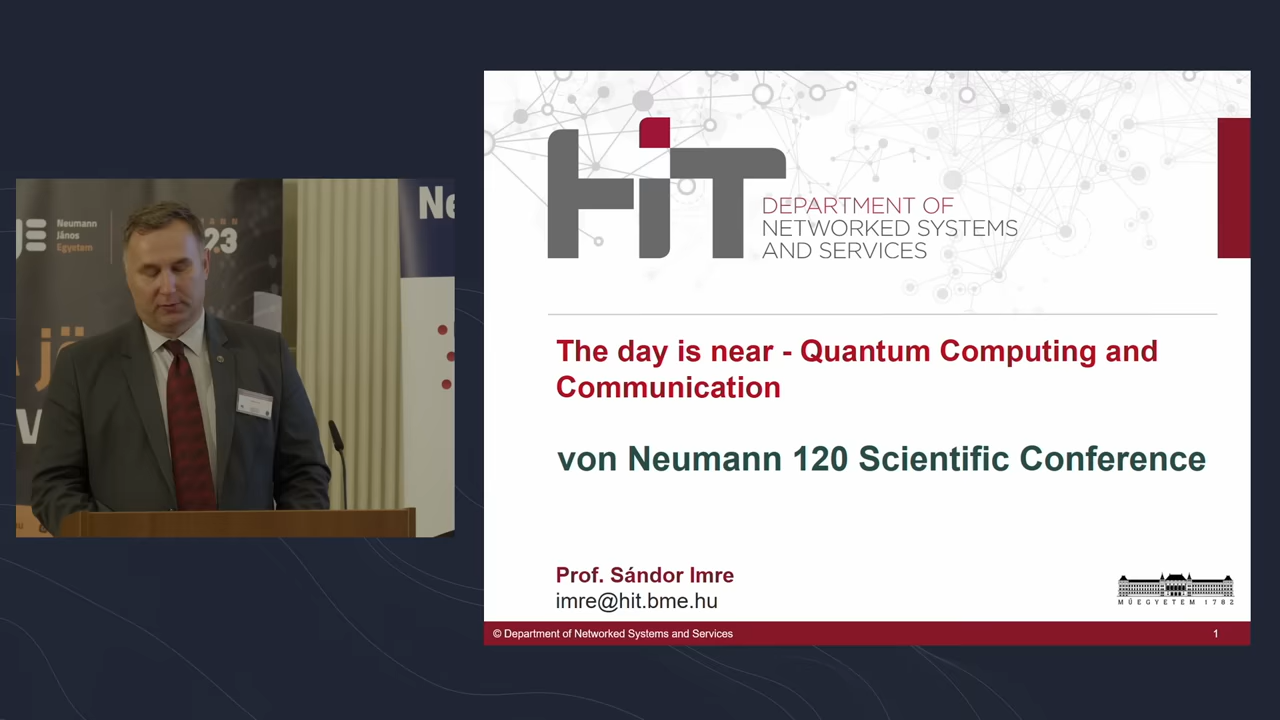 Neumann
János
Egyetem
23
Ne
HIT
DEPARTMENT OF
NETWORKED SYSTEMS
AND SERVICES
The day is near - Quantum Computing and
Communication
von Neumann 120 Scientific Conference
Prof. Sándor Imre
imre@hit.bme.hu
MŰEGYETEM 1782
© Department of Networked Systems and Services
1